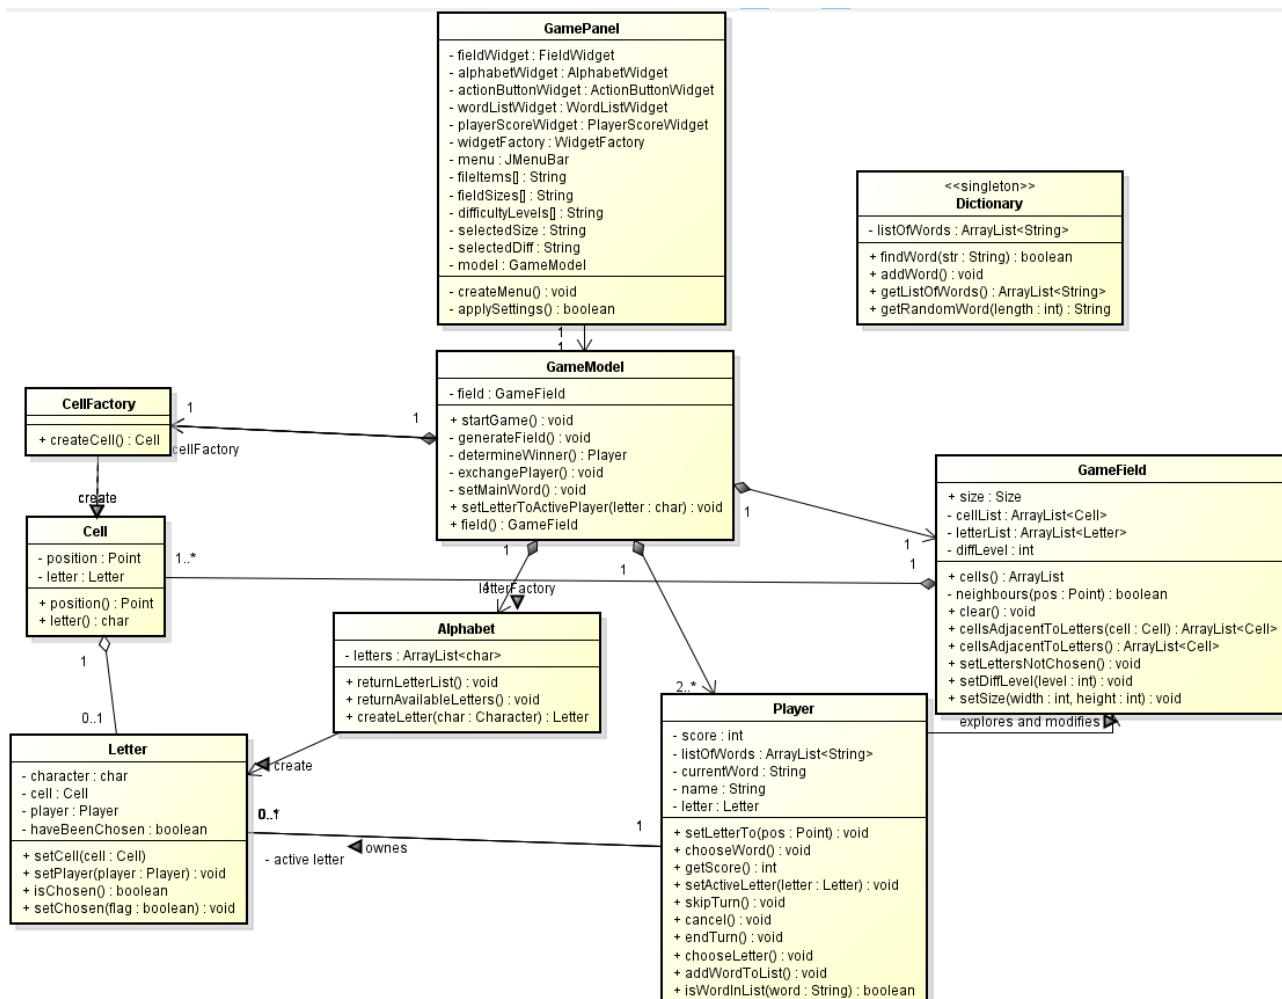 GamePanel
- fieldWidget : FieldWidget
- alphabetWidget : AlphabetWidget
- actionButtonWidget : ActionButtonWidget
- wordListWidget : WordListWidget
- playerScoreWidget : PlayerScoreWidget
- widgetFactory : WidgetFactory
- menu : JMenuBar
- fileItems[] : String
- fieldSizes[] : String
- difficultyLevels[] : String
- selectedSize : String
- selectedDiff : String
- model : GameModel
- createMenu() : void
- applySettings() : boolean
<<singleton>>
Dictionary
- listOfWords : ArrayList<String>
+ findWord(str : String) : boolean
+ addWord() : void
+ getListOfWords() : ArrayList<String>
+ getRandomWord(length : int) : String
1
1
GameModel
- field : GameField
+ startGame() : void
- generateField() : void
- determineWinner() : Player
- exchangePlayer() : void
- setMainWord() : void
+ setLetterToActivePlayer(letter : char) : void
+ field() : GameField
CellFactory
+ createCell() : Cell
1
1
cellFactory
create
Cell
- position : Point
- letter : Letter
+ position() : Point
+ letter() : char
1..*
1
1
1
GameField
+ size : Size
- cellList : ArrayList<Cell>
- letterList : ArrayList<Letter>
- diffLevel : int
+ cells() : ArrayList
- neighbours(pos : Point) : boolean
+ clear() : void
+ cellsAdjacentToLetters(cell : Cell) : ArrayList<Cell>
+ cellsAdjacentToLetters() : ArrayList<Cell>
+ setLettersNotChosen() : void
+ setDiffLevel(level : int) : void
+ setSize(width : int, height : int) : void
1
1
1
letterFactory
Alphabet
- letters : ArrayList<char>
+ returnLetterList() : void
+ returnAvailableLetters() : void
+ createLetter(char : Character) : Letter
1
0..1
2..*
explores and modifies
Letter
- character : char
- cell : Cell
- player : Player
- haveBeenChosen : boolean
+ setCell(cell : Cell)
+ setPlayer(player : Player) : void
+ isChosen() : boolean
+ setChosen(flag : boolean) : void
create
1
ownes
- active letter
Player
- score : int
- listOfWords : ArrayList<String>
- currentWord : String
- name : String
- letter : Letter
+ setLetterTo(pos : Point) : void
+ chooseWord() : void
+ getScore() : int
+ setActiveLetter(letter : Letter) : void
+ skipTurn() : void
+ cancel() : void
+ endTurn() : void
+ chooseLetter() : void
+ addWordToList() : void
+ isWordInList(word : String) : boolean